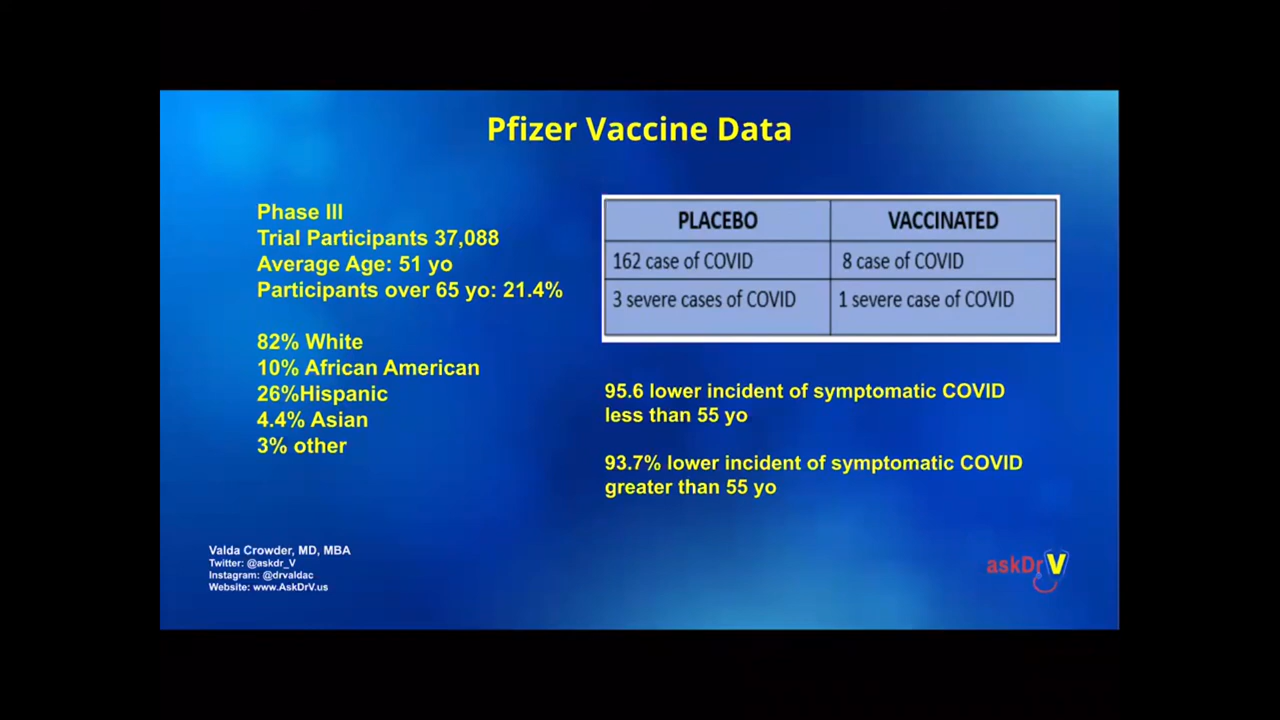 Pfizer Vaccine Data
Phase III
Trial Participants 37,088
Average Age: 51 yo
Participants over 65 yo: 21.4%
82% White
10% African American
26%Hispanic
4.4% Asian
3% other
PLACEBO VACCINATED
162 case of COVID 8 case of COVID
3 severe cases of COVID 1 severe case of COVID
95.6 lower incident of symptomatic COVID
less than 55 yo
93.7% lower incident of symptomatic COVID
greater than 55 yo
Valda Crowder, MD, MBA
Twitter: @askdr_V
Instagram: @drvaldac
Website: www.AskDrV.us
askDrV